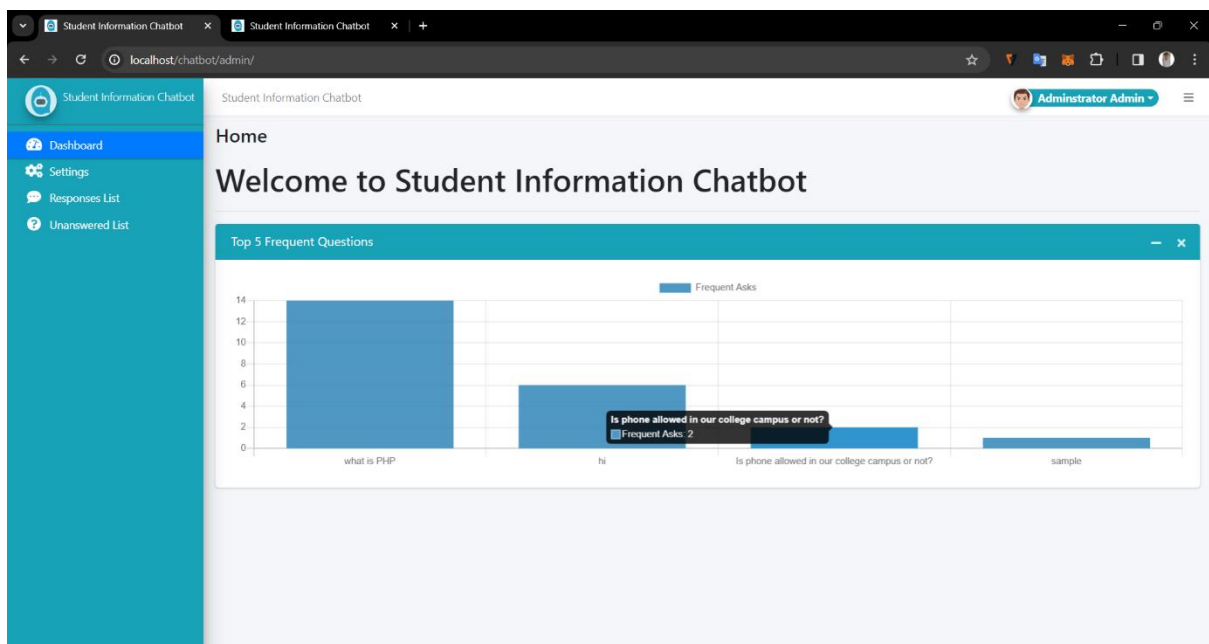 Student Information Chatbot
Student Information Chatbot
localhost/chatbot/admin/
Student Information Chatbot
Student Information Chatbot
Adminstrator Admin
Dashboard
Settings
Responses List
Unanswered List
Home
Welcome to Student Information Chatbot
Top 5 Frequent Questions
Frequent Asks
14
12
10
8
6
4
2
0
Is phone allowed in our college campus or not?
Frequent Asks: 2
what is PHP
hi
Is phone allowed in our college campus or not?
sample